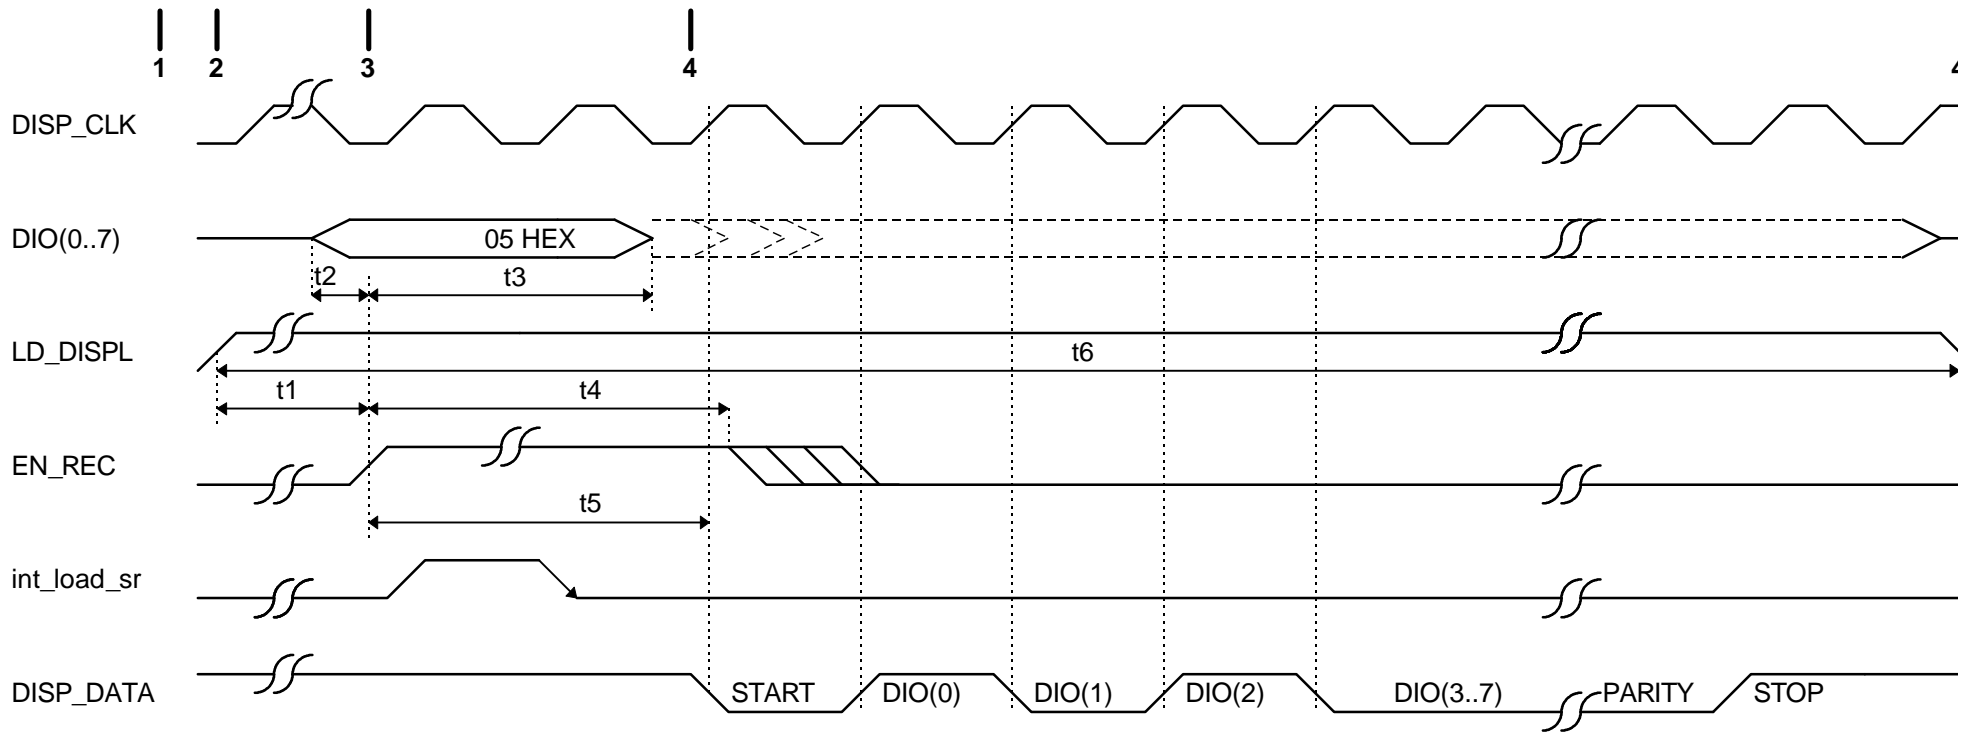 1 2 3 4 4
DISP_CLK
DIO(0..7) 05 HEX
t2 t3
LD_DISPL t6
t1 t4
EN_REC
t5
int_load_sr
DISP_DATA START DIO(0) DIO(1) DIO(2) DIO(3..7) PARITY STOP